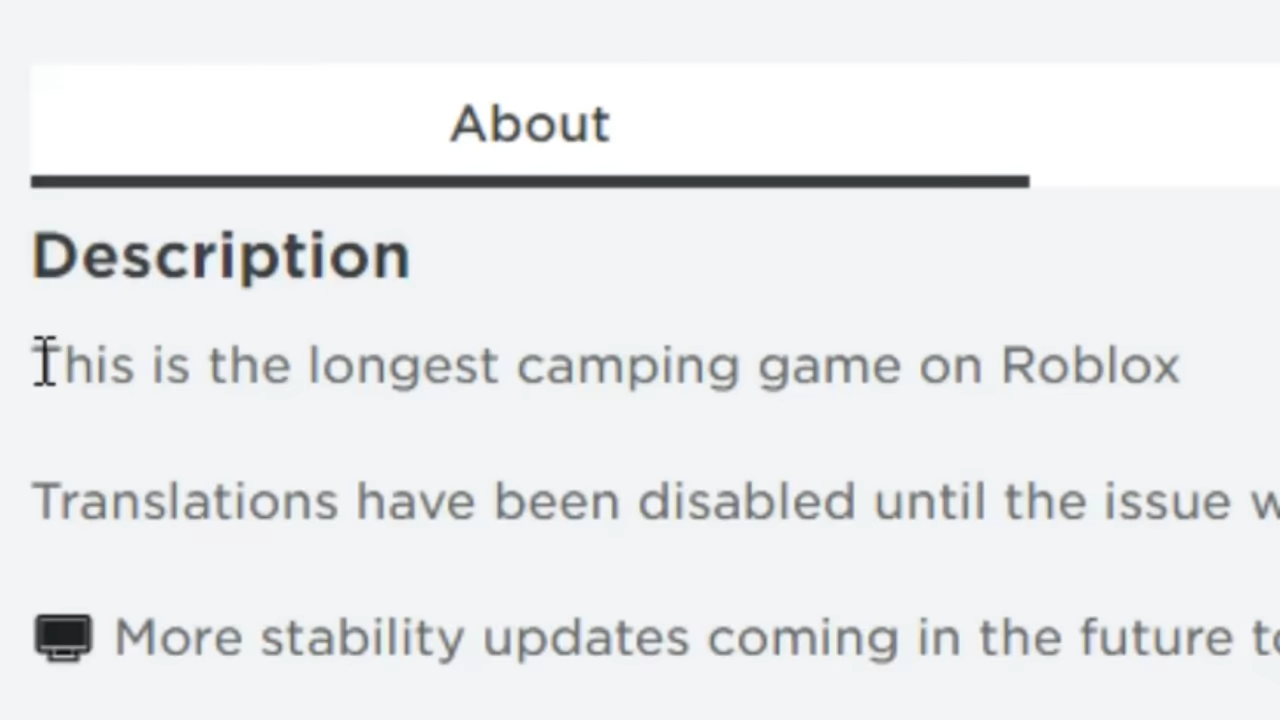 About
Description
This is the longest camping game on Roblox
Translations have been disabled until the issue
More stability updates coming in the future